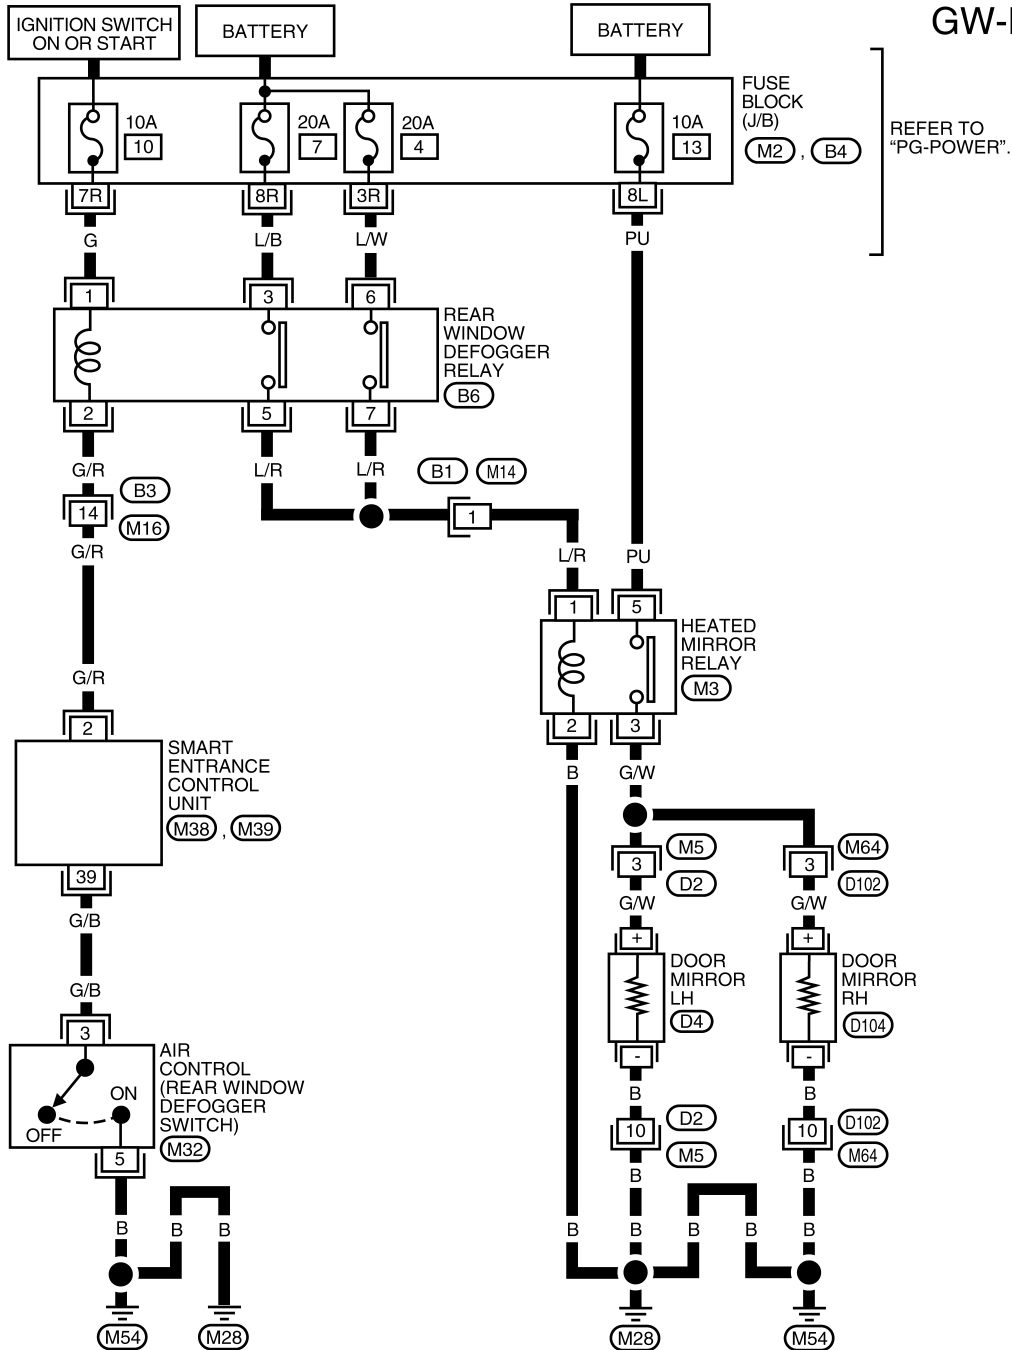 GW-
IGNITION SWITCH
ON OR START
BATTERY
BATTERY
10A
10
20A
7
20A
4
10A
13
FUSE
BLOCK
(J/B)
M2 , B4
REFER TO
“PG-POWER”.
7R
8R
3R
8L
G
L/B
L/W
PU
1
3
6
REAR
WINDOW
DEFOGGER
RELAY
B6
2
5
7
G/R
L/R
L/R
B1
M14
B3
14
M16
1
G/R
L/R
PU
1
5
HEATED
MIRROR
RELAY
M3
G/R
2
2
3
SMART
ENTRANCE
CONTROL
UNIT
M38 , M39
B
G/W
39
3
M5
D2
3
M64
D102
G/B
G/W
G/W
+
+
DOOR
MIRROR
LH
D4
DOOR
MIRROR
RH
D104
G/B
3
-
-
AIR
CONTROL
(REAR WINDOW
DEFOGGER
SWITCH)
M32
ON
OFF
B
B
10
D2
M5
10
D102
M64
5
B
B
B
B
B
B
B
B
B
B
M54
M28
M28
M54